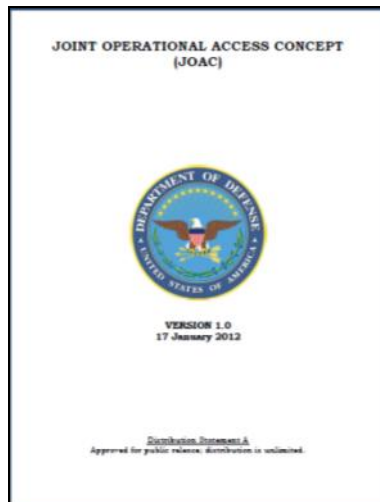 JOINT OPERATIONAL ACCESS CONCEPT
(JOAC)
DEPARTMENT OF DEFENSE
UNITED STATES OF AMERICA
VERSION 1.0
17 January 2012
Distribution Statement A
Approved for public release; distribution is unlimited.